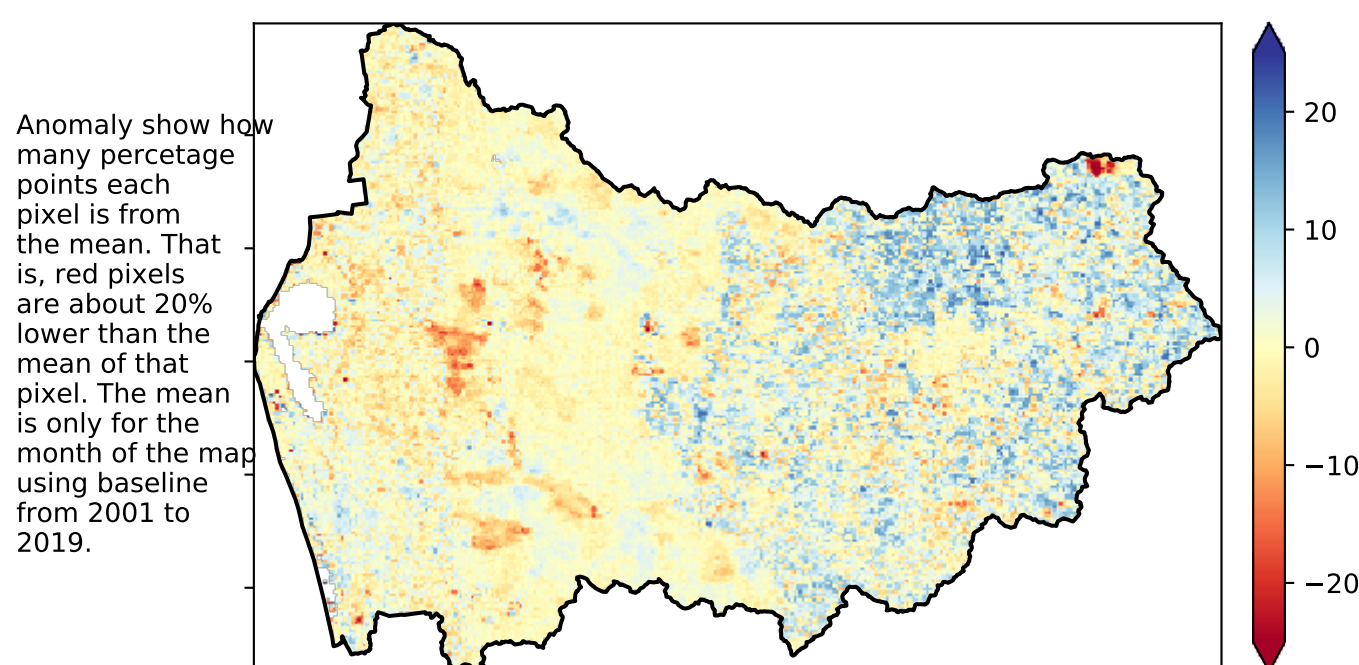 Anomaly show how
many percetage
points each
pixel is from
the mean. That
is, red pixels
are about 20%
lower than the
mean of that
pixel. The mean
is only for the
month of the map
using baseline
from 2001 to
2019.
20
10
0
−10
−20